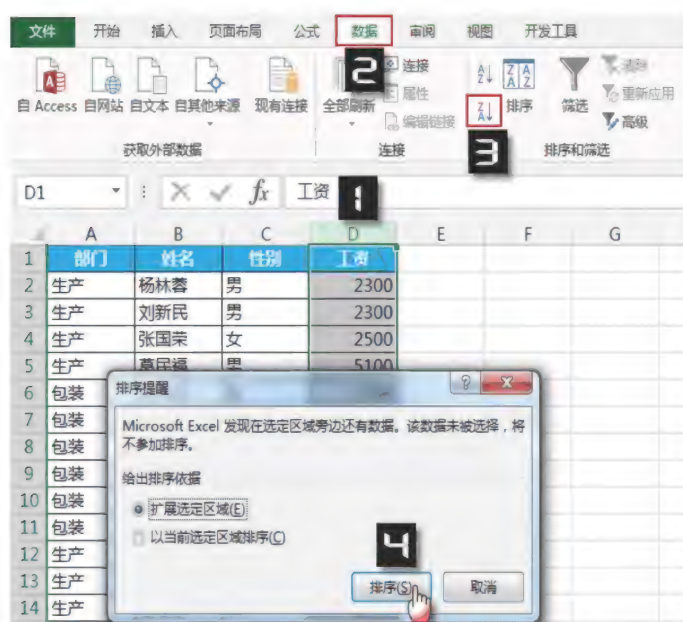 文件 开始 插入 页面布局 公式 数据 审阅 视图 开发工具
2
自 Access 自网站 自文本 自其他来源 现有连接 全部刷新 连接 属性 编辑链接 排序 筛选 清除 重新应用 高级
3
获取外部数据 连接 排序和筛选
D1 fx 工资 1
A B C D E F G
1 部门 姓名 性别 工资
2 生产 杨林蓉 男 2300
3 生产 刘新民 男 2300
4 生产 张国荣 女 2500
5 生产 男 5100
6 包装
7 包装
8 包装
9 包装
10 包装
11 包装
12 生产
13 生产
14 生产
排序提醒
Microsoft Excel 发现在选定区域旁边还有数据。该数据未被选择，将
不参加排序。
给出排序依据
扩展选定区域(E)
以当前选定区域排序(C)
4
排序(S) 取消